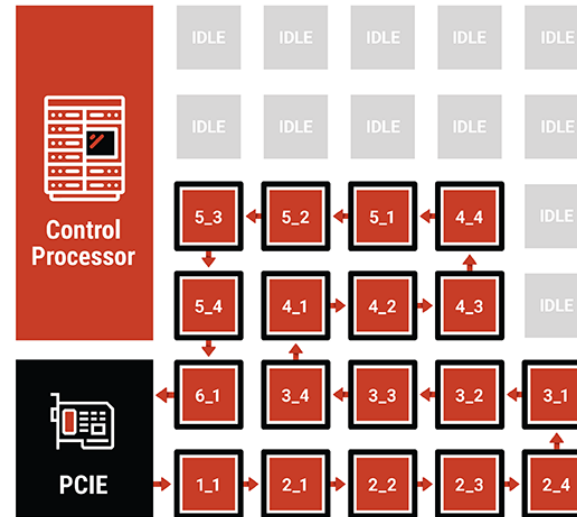 IDLE IDLE IDLE IDLE IDLE
IDLE IDLE IDLE IDLE IDLE
Control
Processor
5_3 5_2 5_1 4_4 IDLE
5_4 4_1 4_2 4_3 IDLE
6_1 3_4 3_3 3_2 3_1
PCIE
1_1 2_1 2_2 2_3 2_4